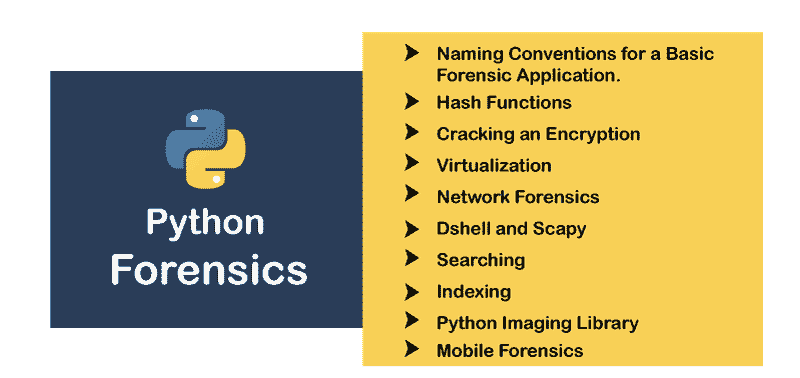 Python
Forensics
Naming Conventions for a Basic
Forensic Application.
Hash Functions
Cracking an Encryption
Virtualization
Network Forensics
Dshell and Scapy
Searching
Indexing
Python Imaging Library
Mobile Forensics